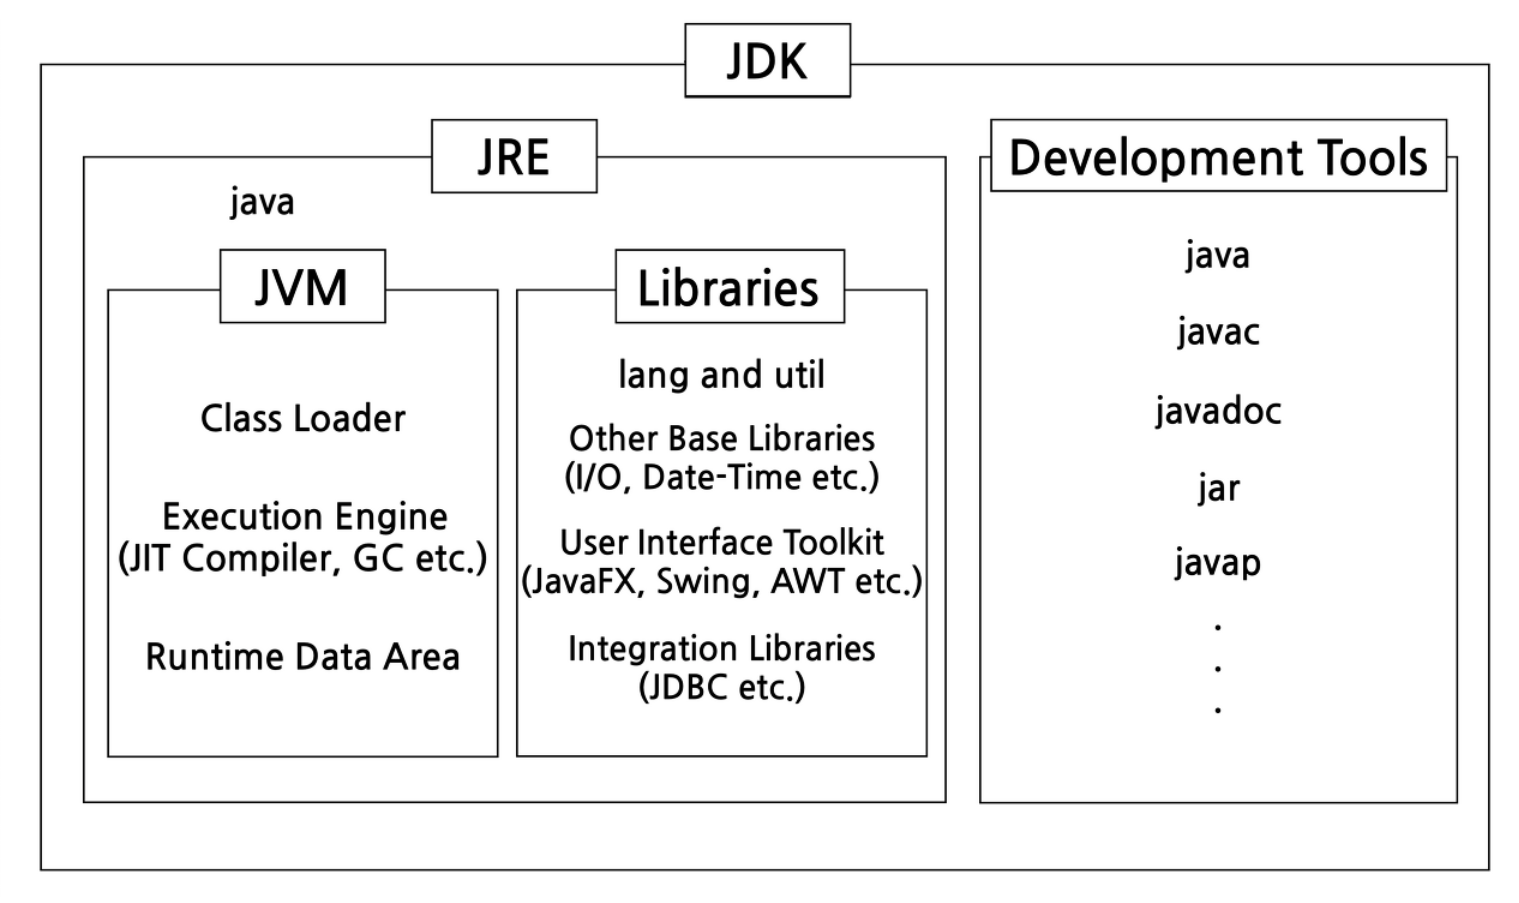 JDK
JRE
java
JVM
Class Loader
Execution Engine
(JIT Compiler, GC etc.)
Runtime Data Area
Libraries
lang and util
Other Base Libraries
(I/O, Date-Time etc.)
User Interface Toolkit
(JavaFX, Swing, AWT etc.)
Integration Libraries
(JDBC etc.)
Development Tools
java
javac
javadoc
jar
javap
.
.
.